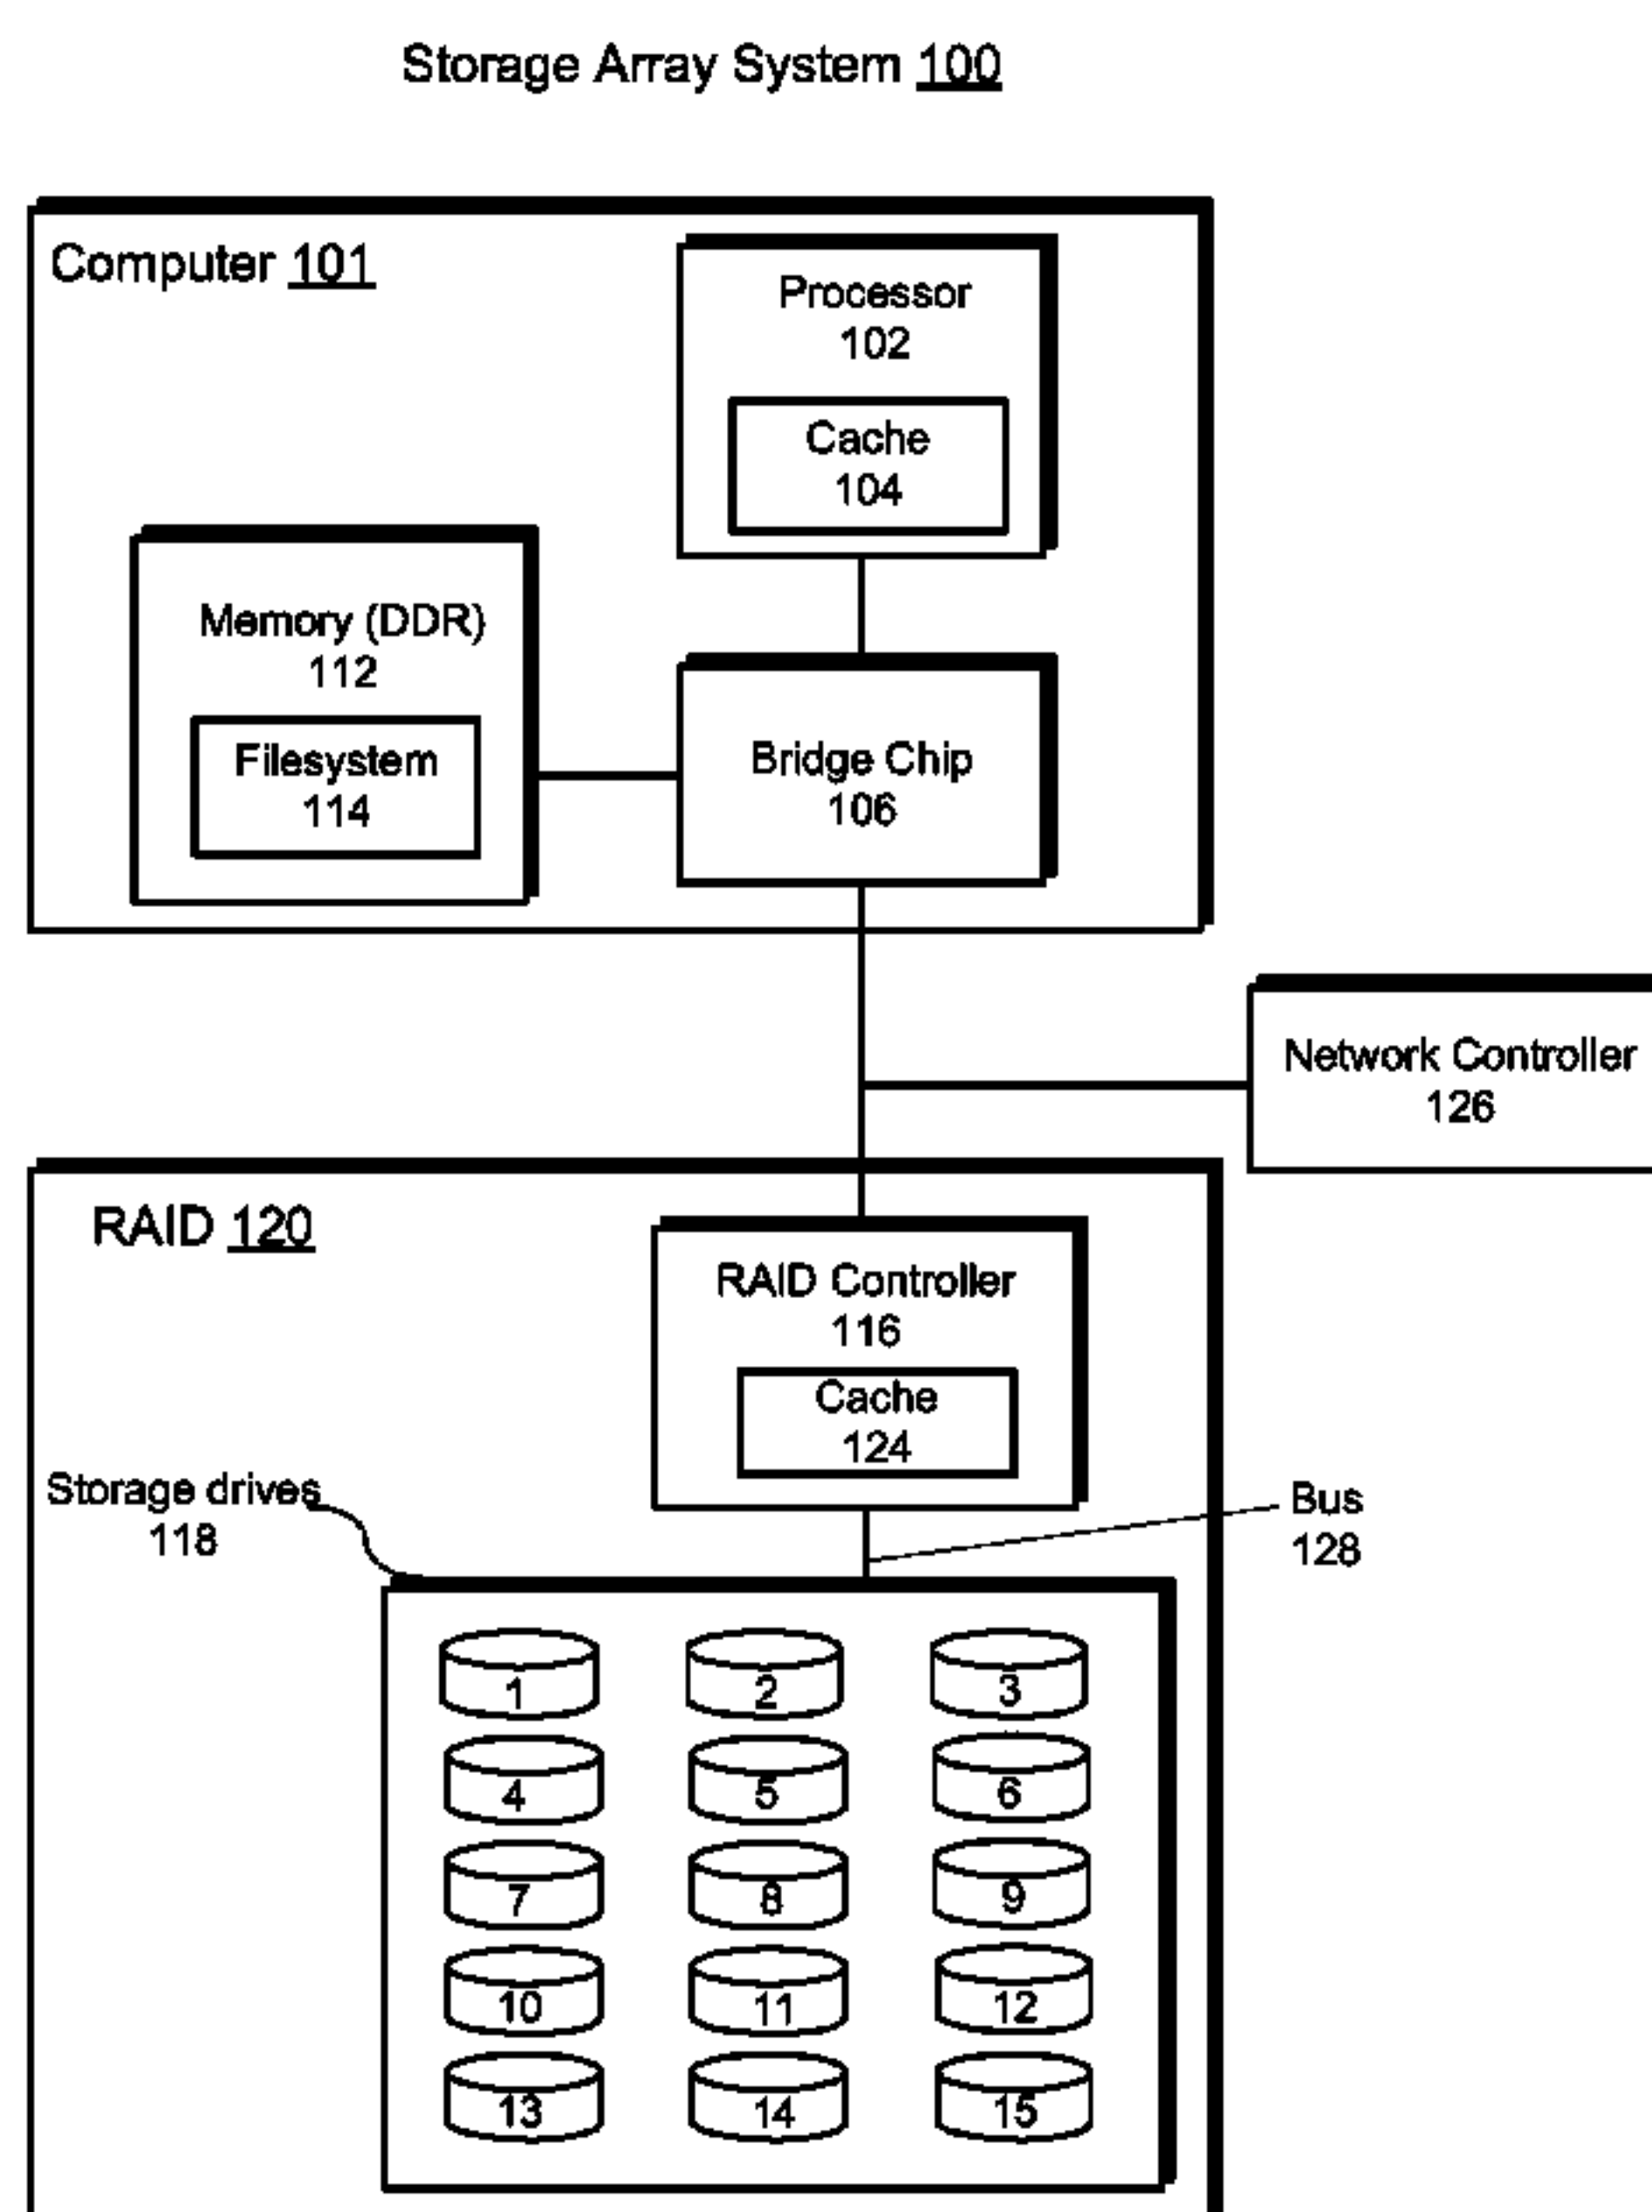 Storage Array System 100
Computer 101
Processor
102
Cache
104
Memory (DDR)
112
Filesystem
114
Bridge Chip
106
Network Controller
126
RAID 120
RAID Controller
116
Cache
124
Storage drives
118
Bus
128
1 2 3
4 5 6
7 8 9
10 11 12
13 14 15